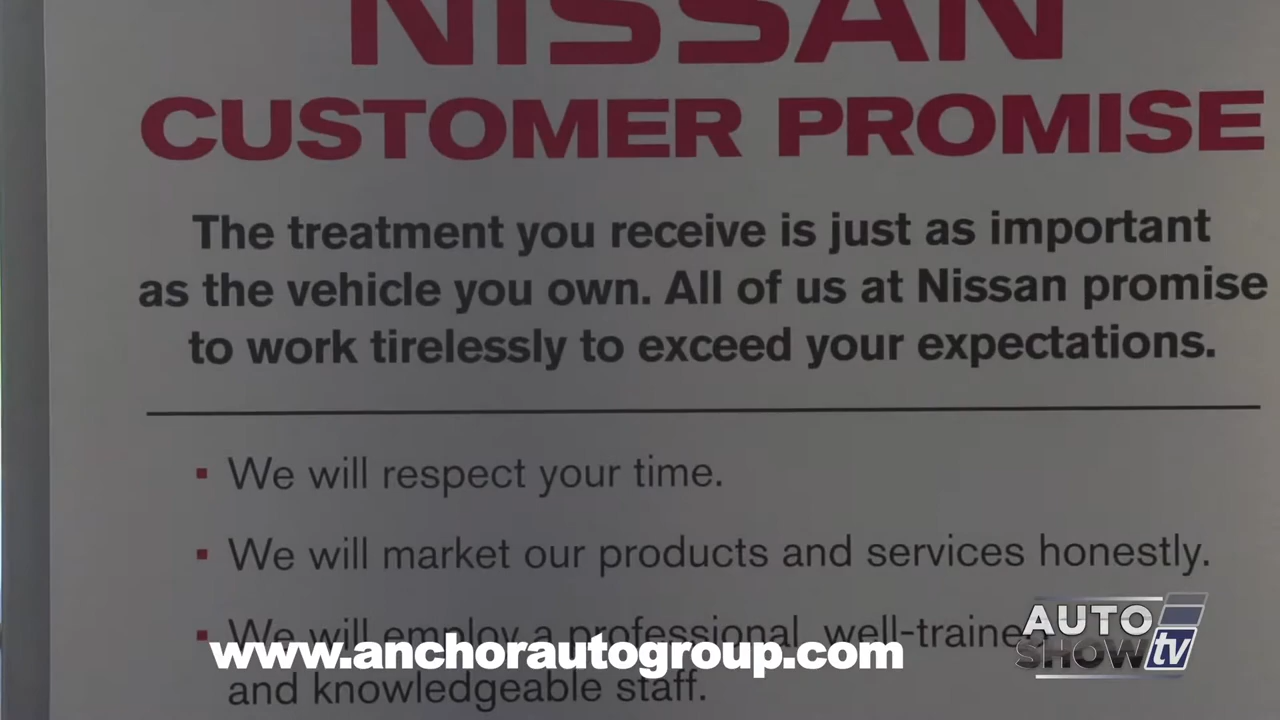 NISSAN
CUSTOMER PROMISE
The treatment you receive is just as important
as the vehicle you own. All of us at Nissan promise
to work tirelessly to exceed your expectations.
▪ We will respect your time.
▪ We will market our products and services honestly.
▪ We will employ a professional, well-trained
and knowledgeable staff.
www.anchorautogroup.com
AUTO
SHOW tv